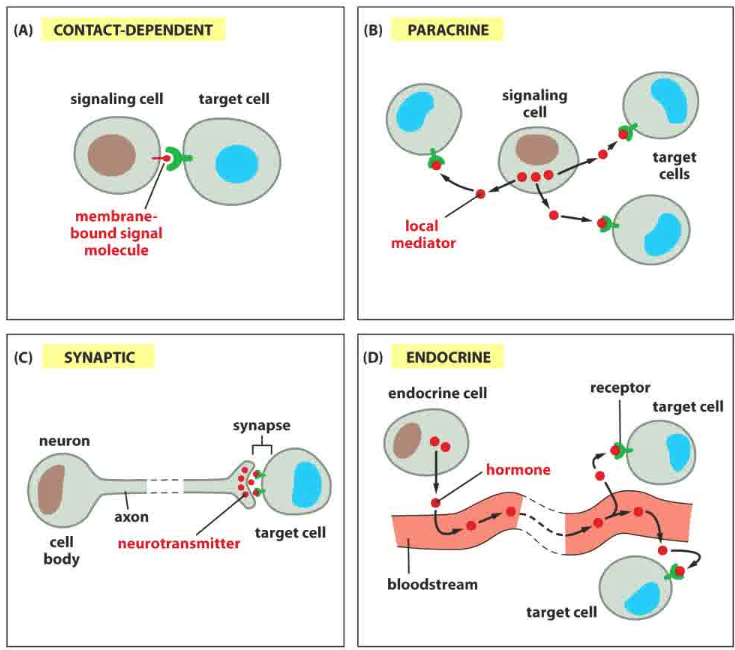 (A) CONTACT-DEPENDENT
signaling cell
target cell
membrane-
bound signal
molecule
(B) PARACRINE
signaling
cell
target
cells
local
mediator
(C) SYNAPTIC
synapse
neuron
axon
neurotransmitter
target cell
cell
body
(D) ENDOCRINE
endocrine cell
receptor
target cell
hormone
bloodstream
target cell